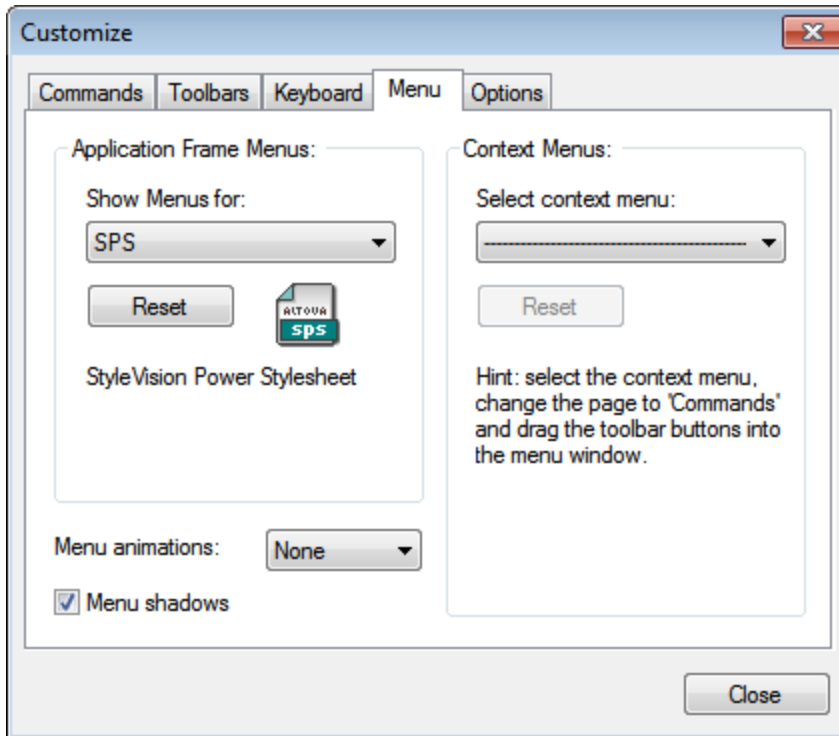 Customize
Commands Toolbars Keyboard Menu Options
Application Frame Menus:
Show Menus for:
SPS
Reset
ALTOVA
sps
StyleVision Power Stylesheet
Context Menus:
Select context menu:
Reset
Hint: select the context menu,
change the page to 'Commands'
and drag the toolbar buttons into
the menu window.
Menu animations: None
Menu shadows
Close